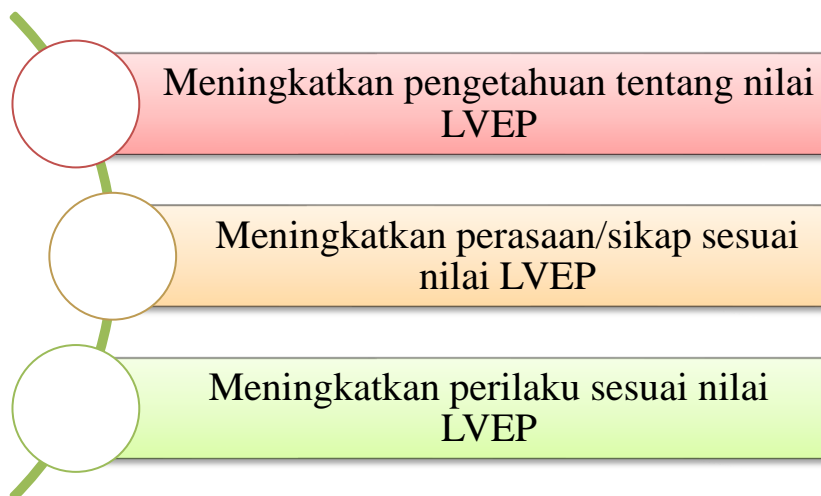 Meningkatkan pengetahuan tentang nilai
LVEP
Meningkatkan perasaan/sikap sesuai
nilai LVEP
Meningkatkan perilaku sesuai nilai
LVEP